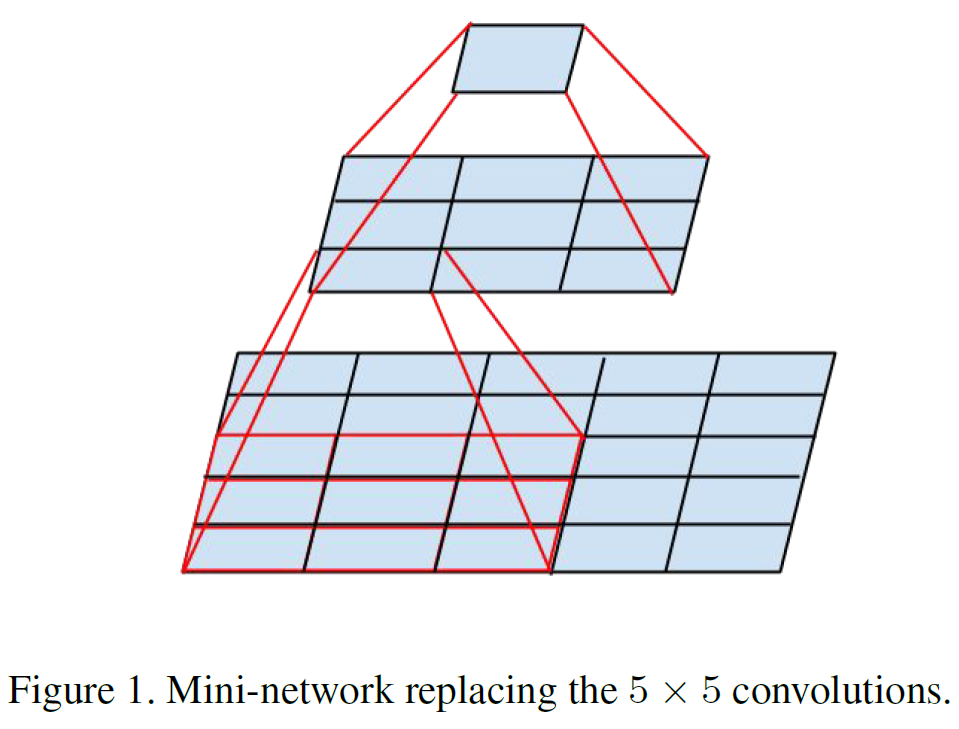 Figure 1. Mini-network replacing the 5 × 5 convolutions.